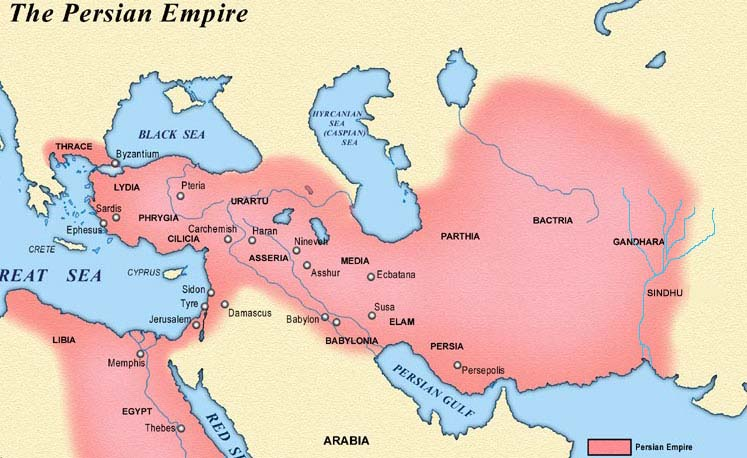 The Persian Empire
BLACK SEA
HYRCANIAN
SEA
(CASPIAN)
SEA
THRACE
Byzantium
LYDIA
Pteria
URARTU
Sardis
PHRYGIA
Ephesus
CILICIA
Carchemish
Haran
Nineveh
ASSERIA
MEDIA
Asshur
Ecbatana
PARTHIA
BACTRIA
GANDHARA
SINDHU
CRETE
CYPRUS
REAT SEA
Sidon
Tyre
Damascus
Jerusalem
Babylon
Susa
ELAM
BABYLONIA
PERSIA
Persepolis
LIBIA
Memphis
PERSIAN GULF
EGYPT
Thebes
RED SE
ARABIA
Persian Empire